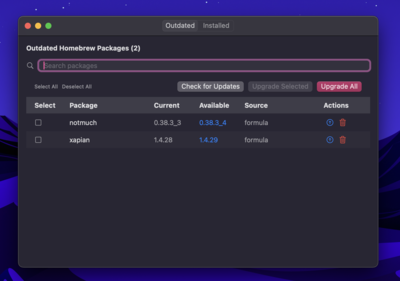 Outdated Installed
Outdated Homebrew Packages (2)
Search packages
Select All Deselect All
Check for Updates Upgrade Selected Upgrade All
Select Package Current Available Source Actions
notmuch 0.38.3_3 0.38.3_4 formula
xapian 1.4.28 1.4.29 formula